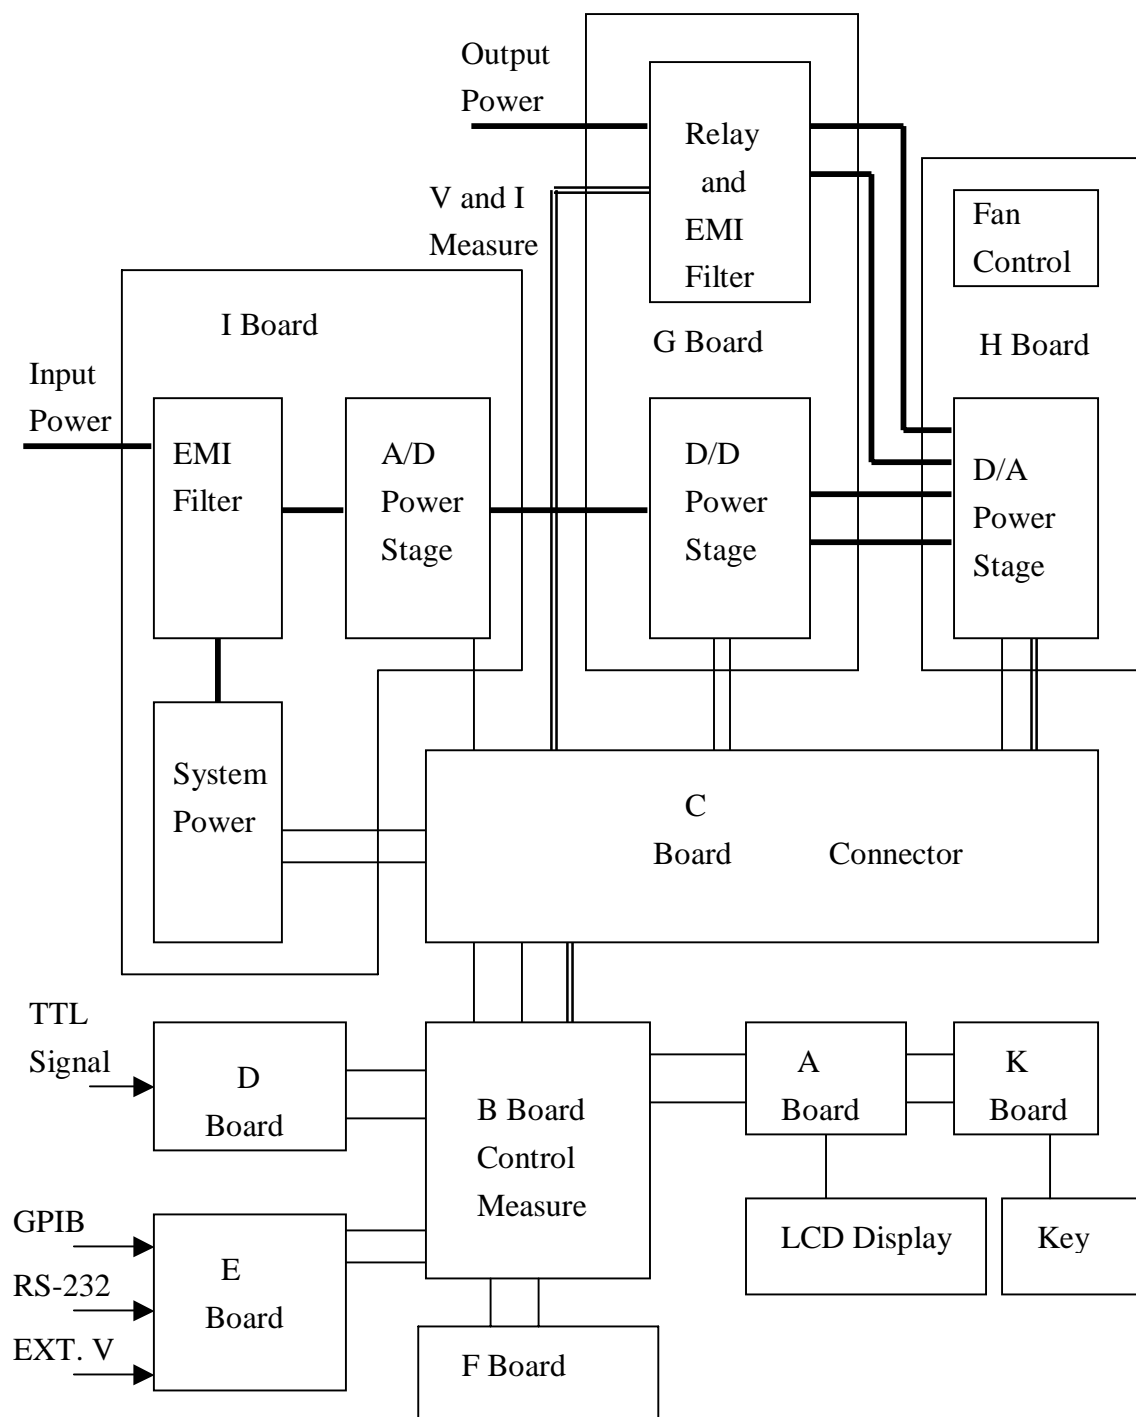 Output
Power
Relay
and
EMI
Filter
V and I
Measure
Fan
Control
I Board
G Board
H Board
Input
Power
EMI
Filter
A/D
Power
Stage
D/D
Power
Stage
D/A
Power
Stage
System
Power
C
Board Connector
TTL
Signal
D
Board
B Board
Control
Measure
A
Board
K
Board
LCD Display
Key
GPIB
RS-232
EXT. V
E
Board
F Board